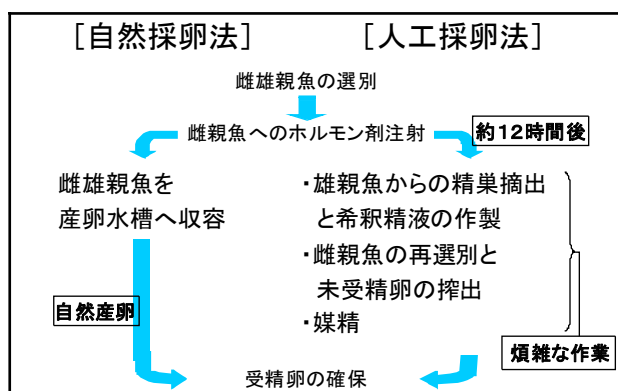 [自然採卵法] [人工採卵法]
雌雄親魚の選別
雌親魚へのホルモン剤注射
約12時間後
雌雄親魚を
産卵水槽へ収容
自然産卵
・雄親魚からの精巣摘出
と希釈精液の作製
・雌親魚の再選別と
未受精卵の搾出
・媒精
煩雑な作業
受精卵の確保